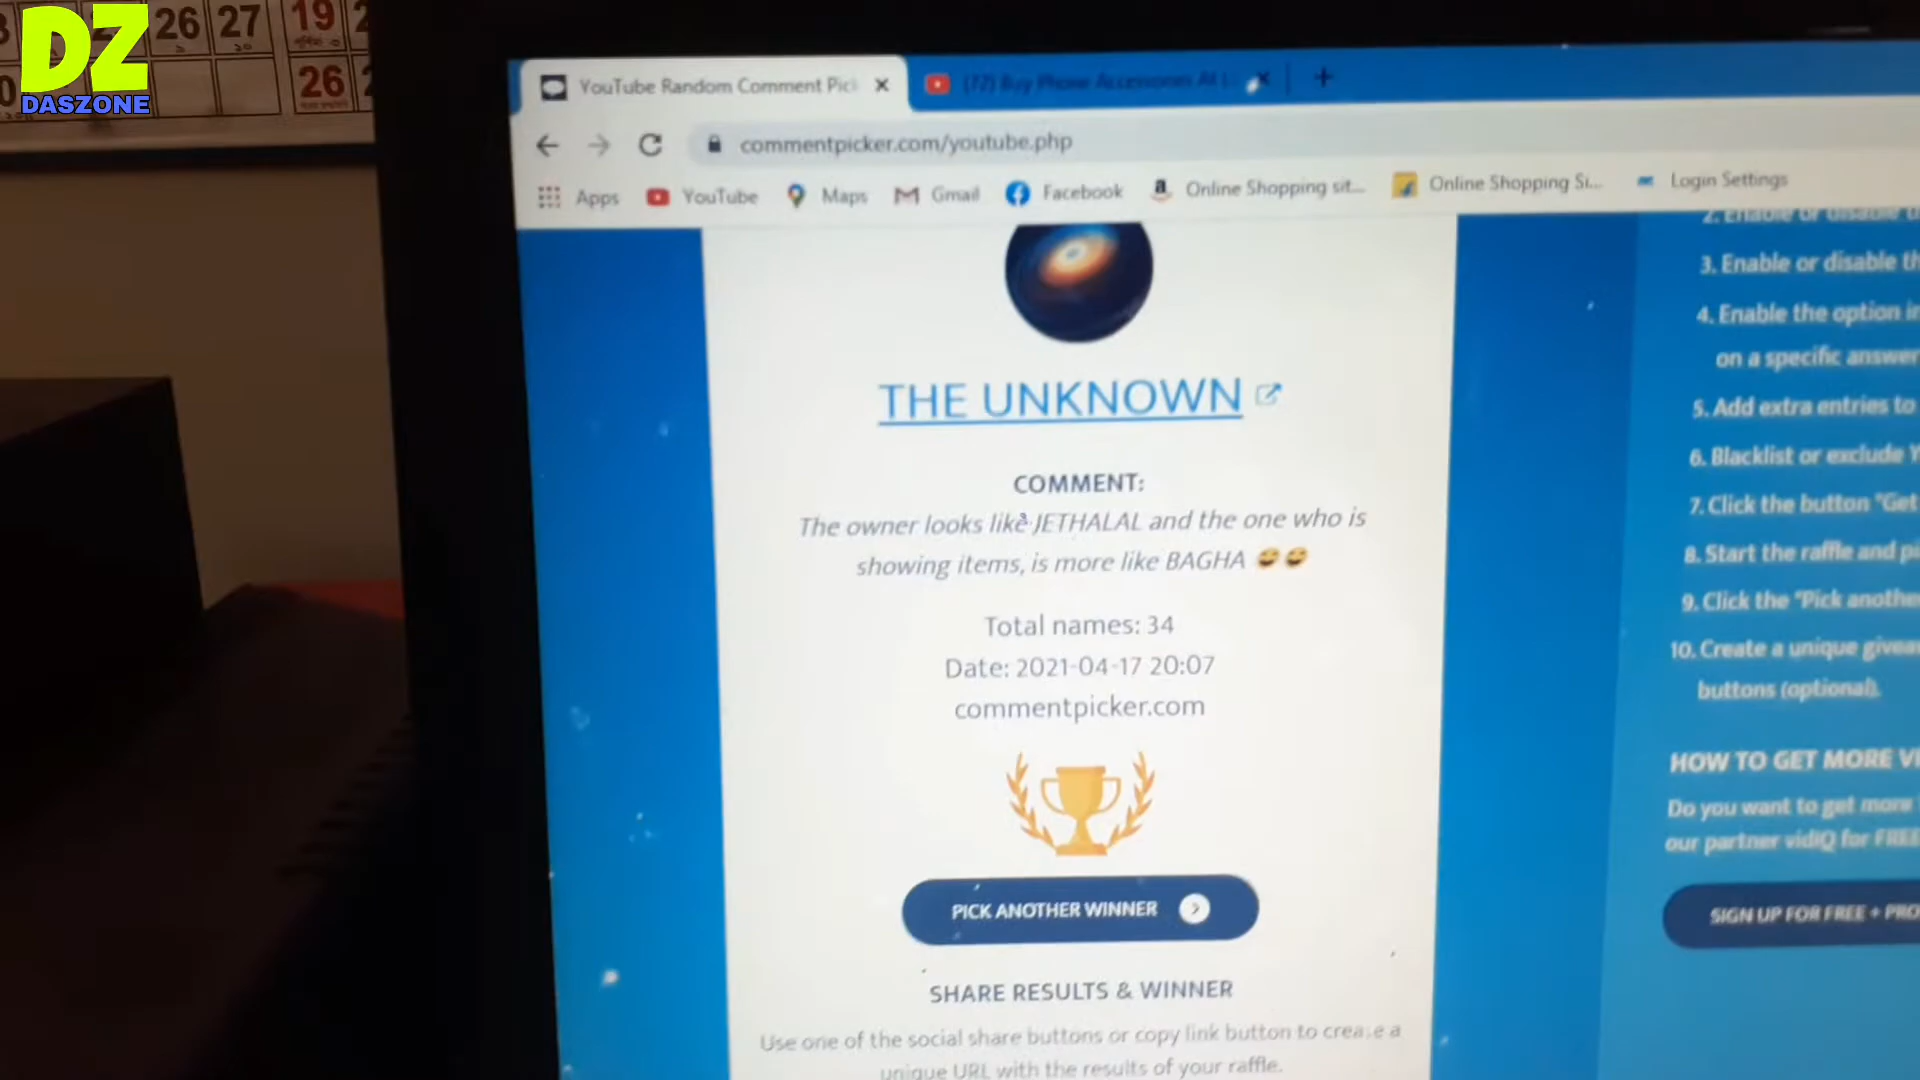 DZ
DASZONE
26 27 19
26
YouTube Random Comment Pic
commentpicker.com/youtube.php
Apps YouTube Maps Gmail Facebook Online Shopping sit... Online Shopping Si... Login Settings
THE UNKNOWN
COMMENT:
The owner looks like JETHALAL and the one who is
showing items, is more like BAGHA 😅😅
Total names: 34
Date: 2021-04-17 20:07
commentpicker.com
PICK ANOTHER WINNER
SHARE RESULTS & WINNER
Use one of the social share buttons or copy link button to create a
unique URL with the results of your raffle.
2. Enable or disable
3. Enable or disable th
4. Enable the option in
on a specific answer
5. Add extra entries to
6. Blacklist or exclude Y
7. Click the button "Get
8. Start the raffle and pi
9. Click the "Pick anothe
10. Create a unique givea
buttons (optional).
HOW TO GET MORE VI
Do you want to get more
our partner vidIQ for FREE
SIGN UP FOR FREE + PRO